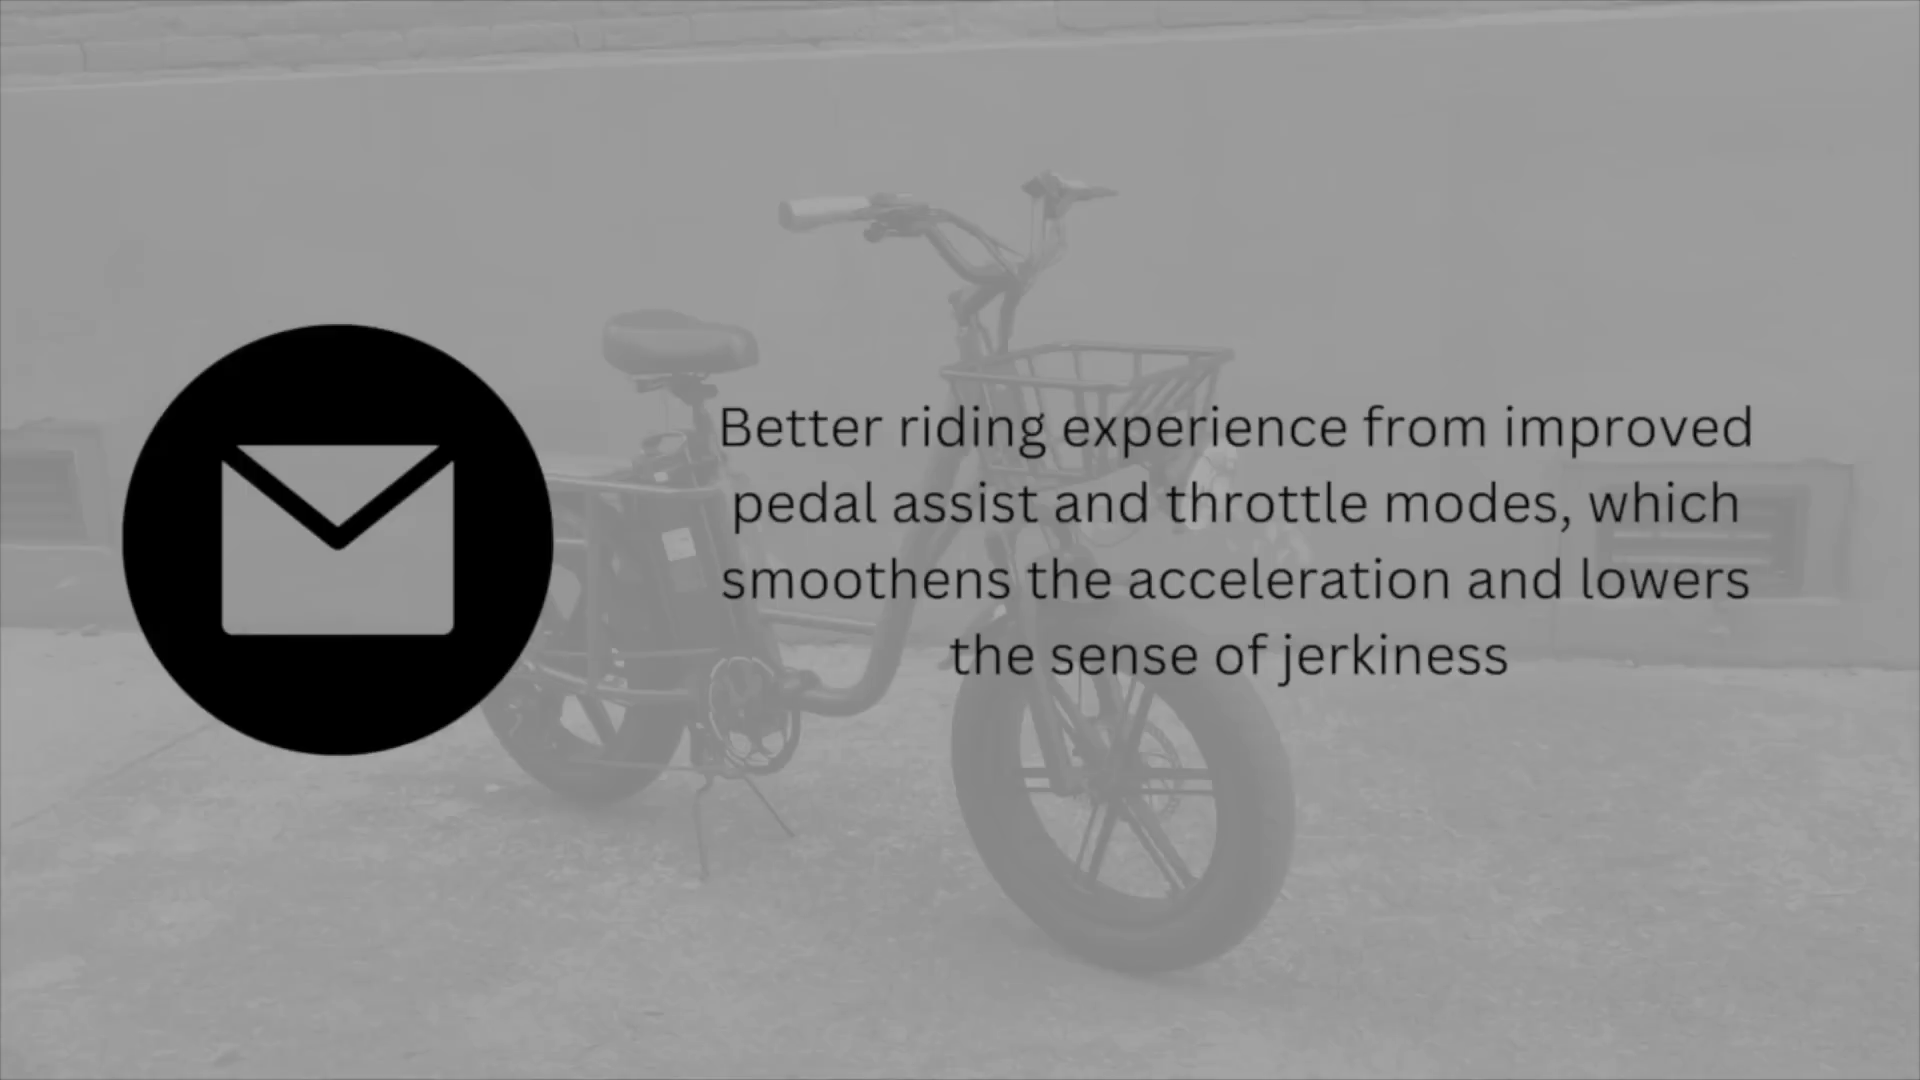 Better riding experience from improved
pedal assist and throttle modes, which
smoothens the acceleration and lowers
the sense of jerkiness